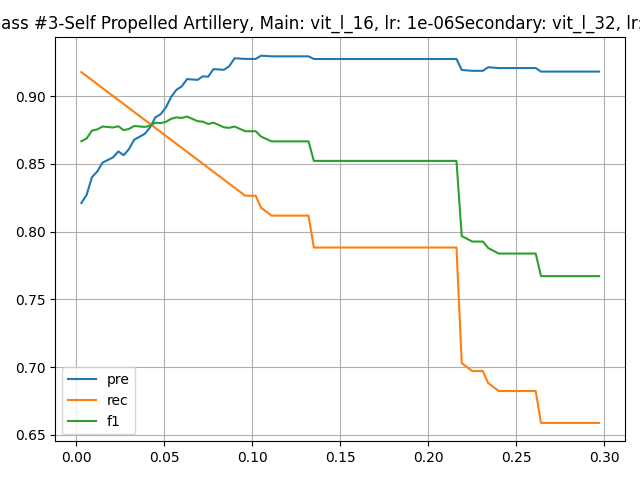 ass #3-Self Propelled Artillery, Main: vit_l_16, lr: 1e-06Secondary: vit_l_32, lr:
0.90
0.85
0.80
0.75
0.70
0.65
pre
rec
f1
0.00 0.05 0.10 0.15 0.20 0.25 0.30